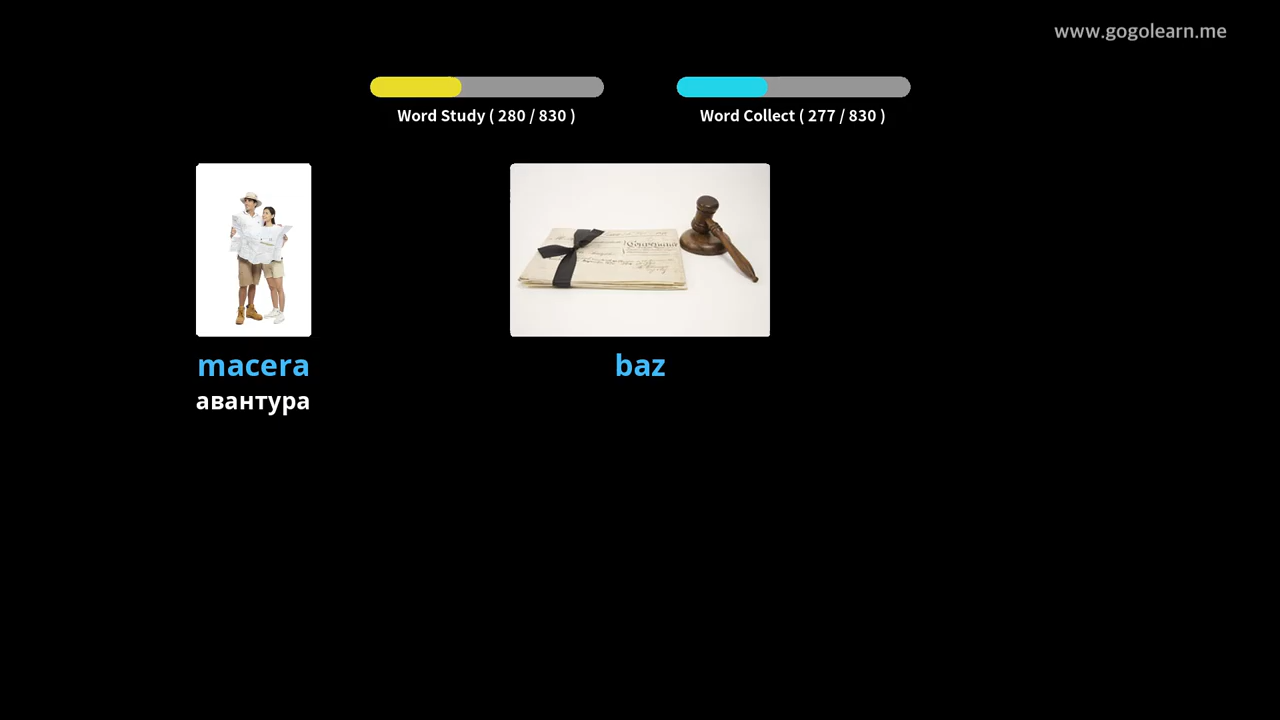 www.gogolearn.me
Word Study ( 280 / 830 )
Word Collect ( 277 / 830 )
macera
авантура
baz